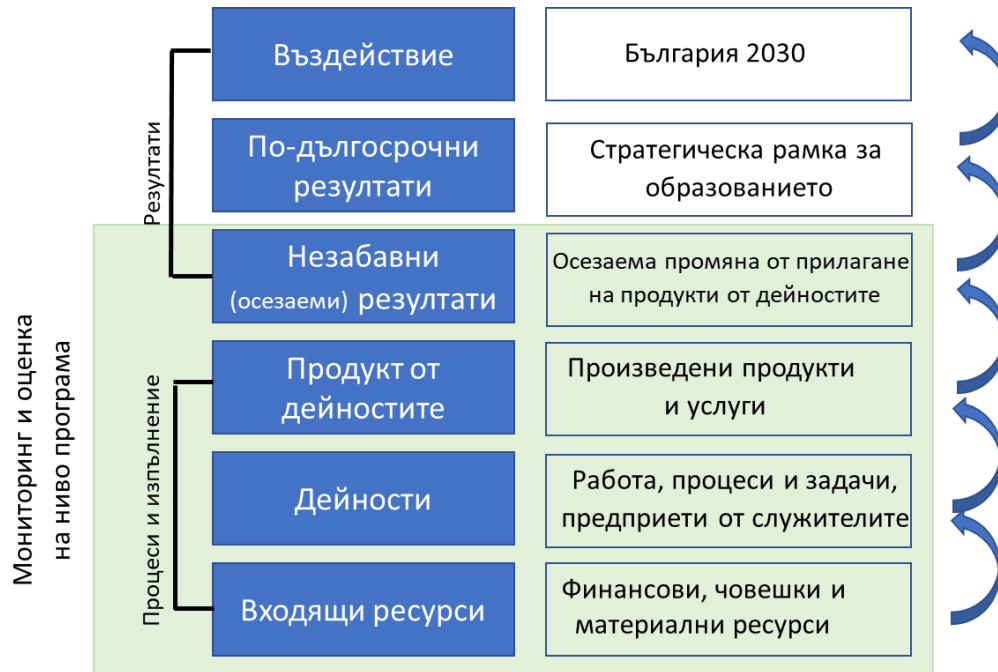 Въздействие
България 2030
По-дългосрочни
резултати
Стратегическа рамка за
образованието
Резултати
Незабавни
(осезаеми) резултати
Осезаема промяна от прилагане
на продукти от дейностите
Мониторинг и оценка
на ниво програма
Процеси и изпълнение
Продукт от
дейностите
Произведени продукти
и услуги
Дейности
Работа, процеси и задачи,
предприети от служителите
Входящи ресурси
Финансови, човешки и
материални ресурси